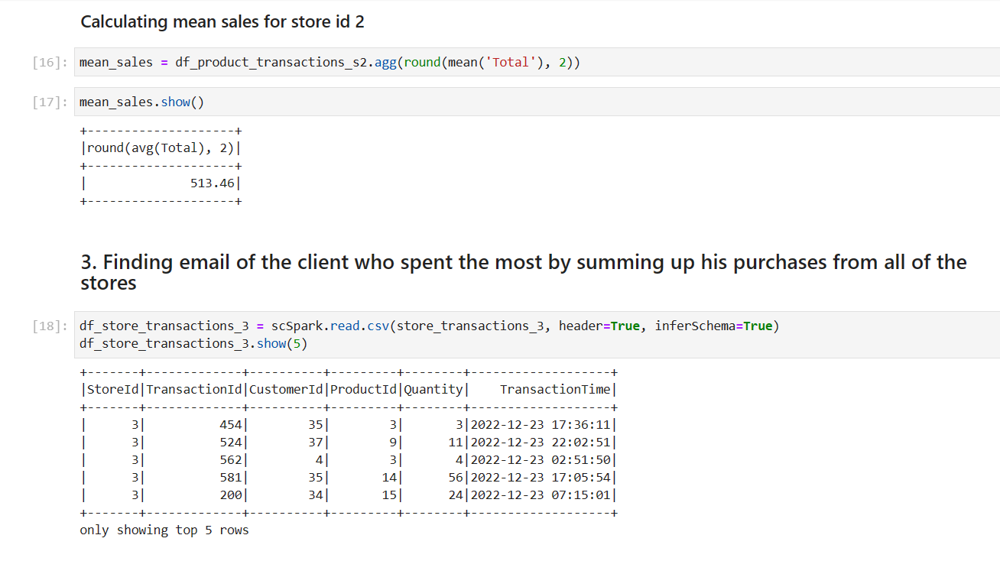 Calculating mean sales for store id 2
[16]: mean_sales = df_product_transactions_s2.agg(round(mean('Total'), 2))
[17]: mean_sales.show()
+--------------------+
|round(avg(Total), 2)|
+--------------------+
|              513.46|
+--------------------+
3. Finding email of the client who spent the most by summing up his purchases from all of the
stores
[18]: df_store_transactions_3 = scSpark.read.csv(store_transactions_3, header=True, inferSchema=True)
df_store_transactions_3.show(5)
+-------+-------------+----------+---------+--------+-------------------+
|StoreId|TransactionId|CustomerId|ProductId|Quantity|    TransactionTime|
+-------+-------------+----------+---------+--------+-------------------+
|      3|          454|        35|        3|       3|2022-12-23 17:36:11|
|      3|          524|        37|        9|      11|2022-12-23 22:02:51|
|      3|          562|         4|        3|       4|2022-12-23 02:51:50|
|      3|          581|        35|       14|      56|2022-12-23 17:05:54|
|      3|          200|        34|       15|      24|2022-12-23 07:15:01|
+-------+-------------+----------+---------+--------+-------------------+
only showing top 5 rows